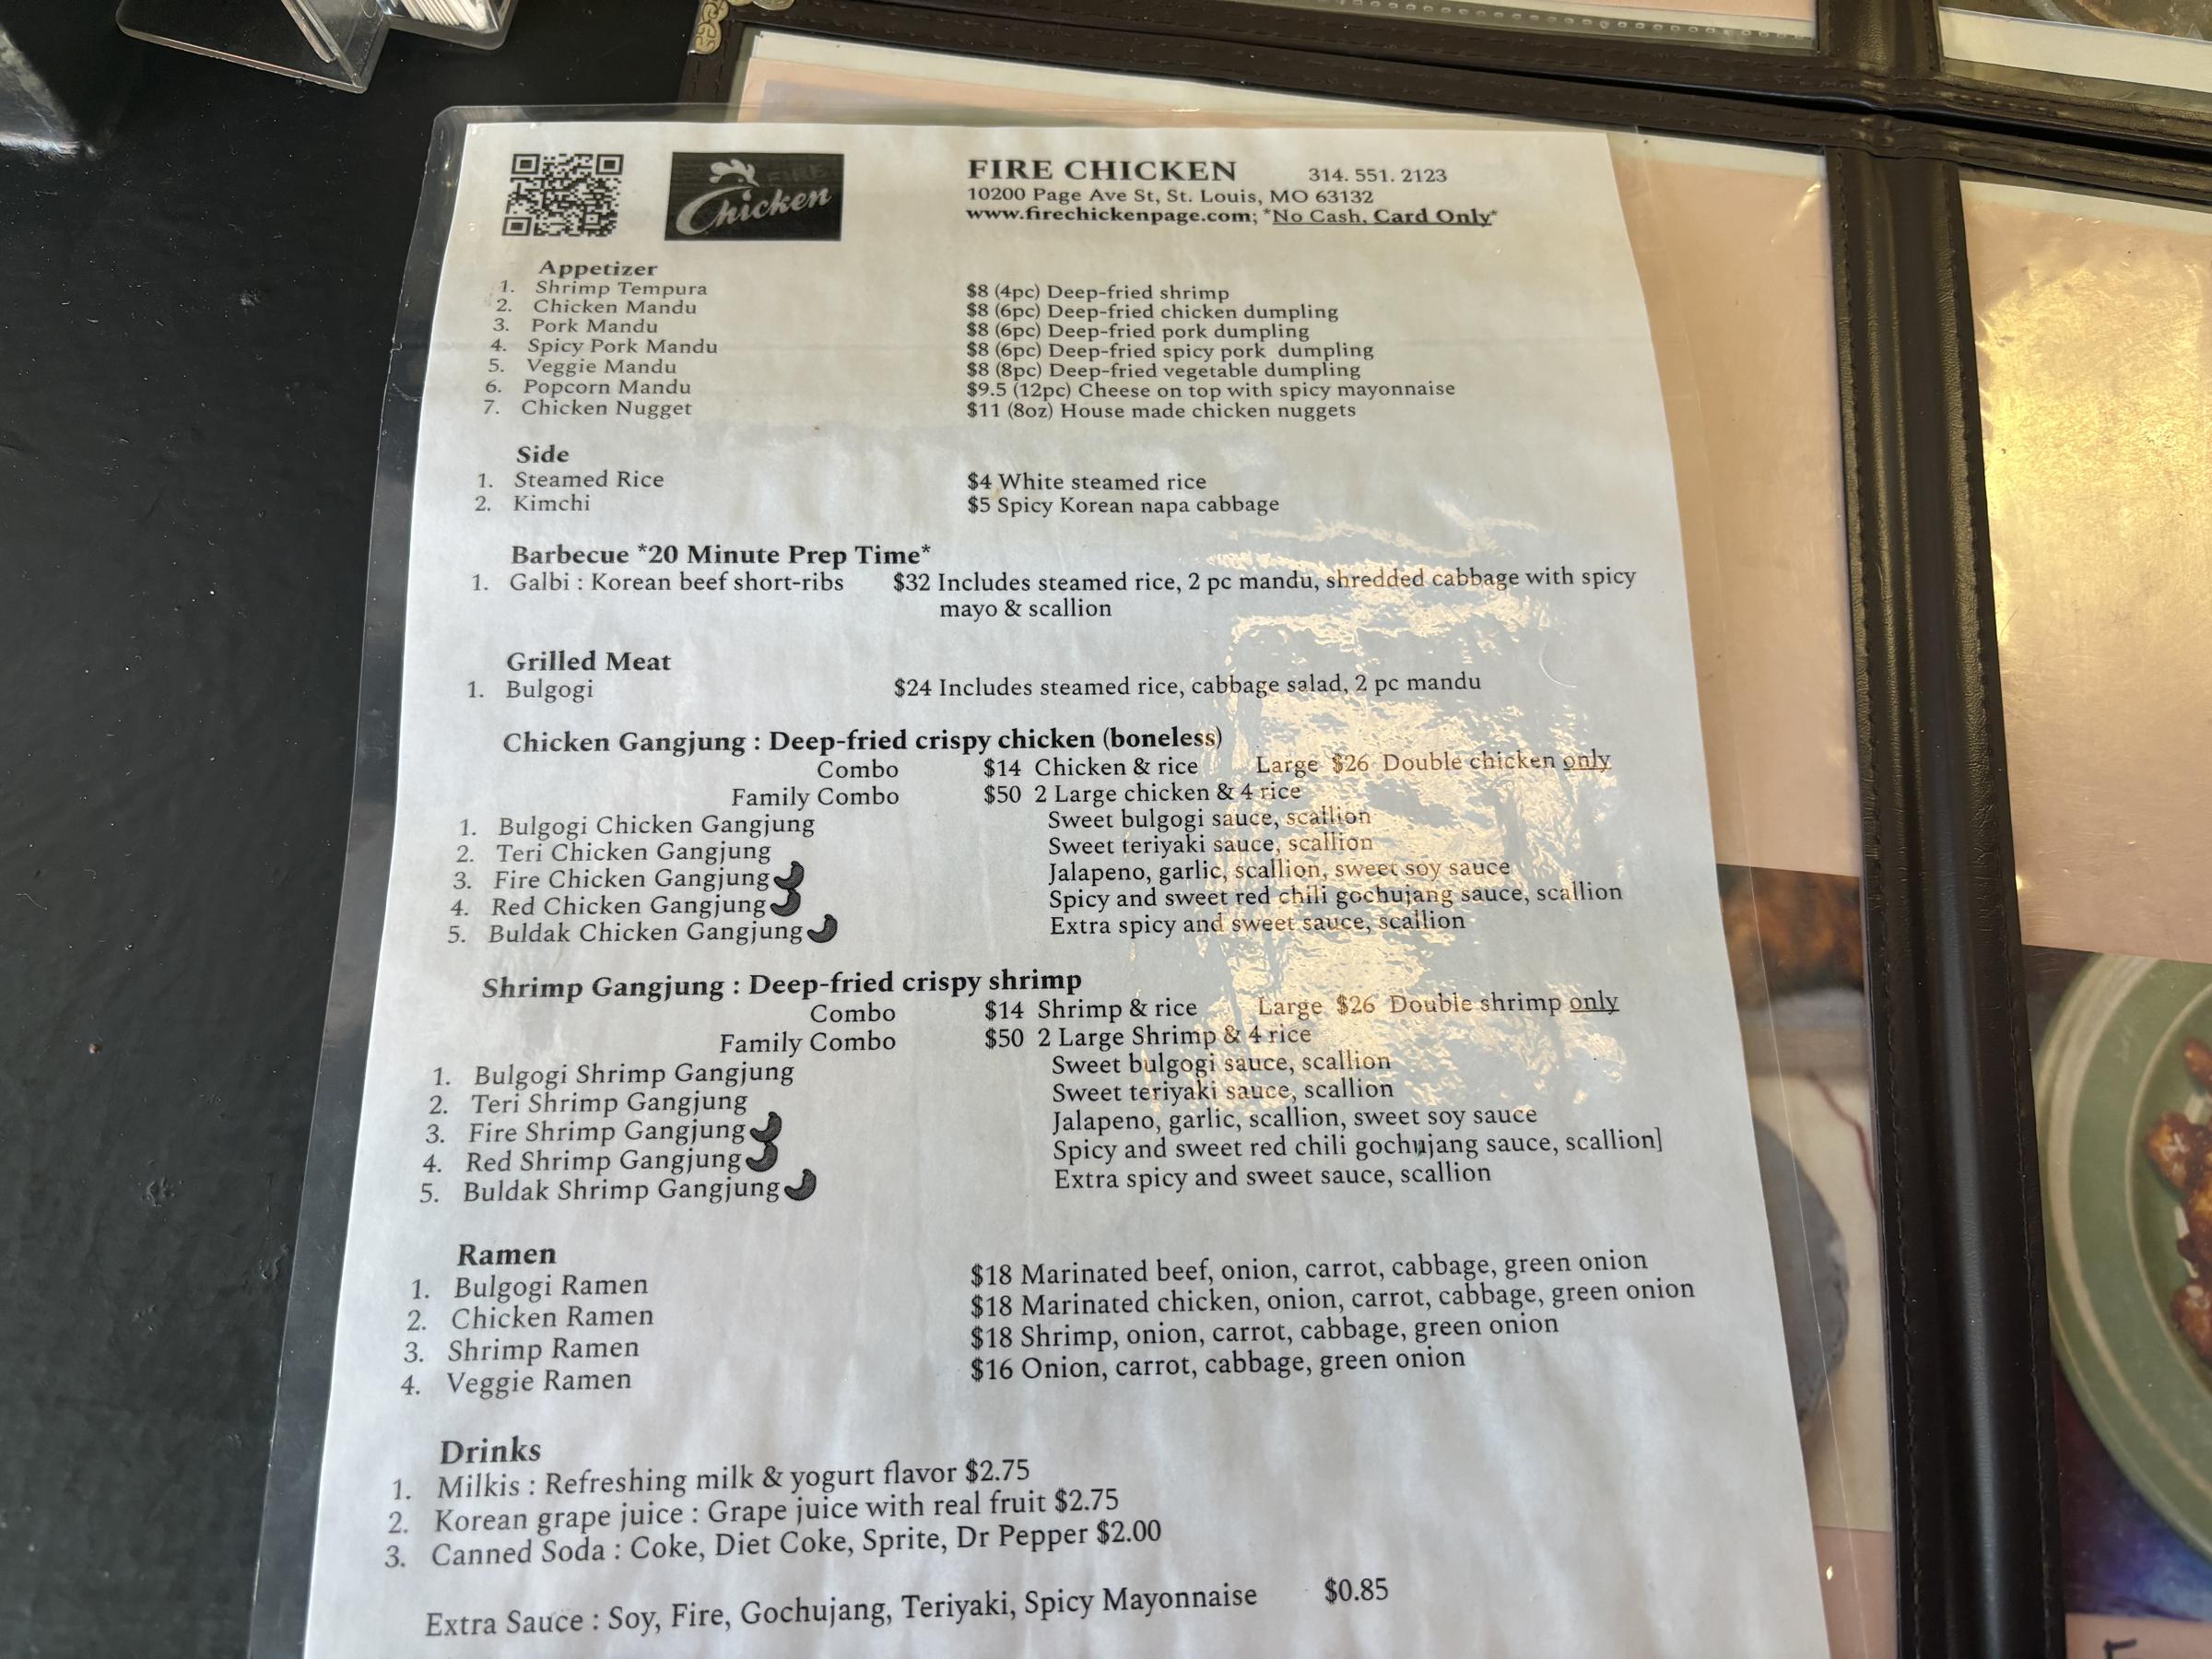 FIRE Chicken
FIRE CHICKEN 314. 551. 2123
10200 Page Ave St, St. Louis, MO 63132
www.firechickenpage.com; *No Cash, Card Only*
Appetizer
1. Shrimp Tempura $8 (4pc) Deep-fried shrimp
2. Chicken Mandu $8 (6pc) Deep-fried chicken dumpling
3. Pork Mandu $8 (6pc) Deep-fried pork dumpling
4. Spicy Pork Mandu $8 (6pc) Deep-fried spicy pork dumpling
5. Veggie Mandu $8 (8pc) Deep-fried vegetable dumpling
6. Popcorn Mandu $9.5 (12pc) Cheese on top with spicy mayonnaise
7. Chicken Nugget $11 (8oz) House made chicken nuggets
Side
1. Steamed Rice $4 White steamed rice
2. Kimchi $5 Spicy Korean napa cabbage
Barbecue *20 Minute Prep Time*
1. Galbi : Korean beef short-ribs $32 Includes steamed rice, 2 pc mandu, shredded cabbage with spicy
mayo & scallion
Grilled Meat
1. Bulgogi $24 Includes steamed rice, cabbage salad, 2 pc mandu
Chicken Gangjung : Deep-fried crispy chicken (boneless)
Combo $14 Chicken & rice Large $26 Double chicken only
Family Combo $50 2 Large chicken & 4 rice
1. Bulgogi Chicken Gangjung Sweet bulgogi sauce, scallion
2. Teri Chicken Gangjung Sweet teriyaki sauce, scallion
3. Fire Chicken Gangjung Jalapeno, garlic, scallion, sweet soy sauce
4. Red Chicken Gangjung Spicy and sweet red chili gochujang sauce, scallion
5. Buldak Chicken Gangjung Extra spicy and sweet sauce, scallion
Shrimp Gangjung : Deep-fried crispy shrimp
Combo $14 Shrimp & rice Large $26 Double shrimp only
Family Combo $50 2 Large Shrimp & 4 rice
1. Bulgogi Shrimp Gangjung Sweet bulgogi sauce, scallion
2. Teri Shrimp Gangjung Sweet teriyaki sauce, scallion
3. Fire Shrimp Gangjung Jalapeno, garlic, scallion, sweet soy sauce
4. Red Shrimp Gangjung Spicy and sweet red chili gochujang sauce, scallion]
5. Buldak Shrimp Gangjung Extra spicy and sweet sauce, scallion
Ramen
1. Bulgogi Ramen $18 Marinated beef, onion, carrot, cabbage, green onion
2. Chicken Ramen $18 Marinated chicken, onion, carrot, cabbage, green onion
3. Shrimp Ramen $18 Shrimp, onion, carrot, cabbage, green onion
4. Veggie Ramen $16 Onion, carrot, cabbage, green onion
Drinks
1. Milkis : Refreshing milk & yogurt flavor $2.75
2. Korean grape juice : Grape juice with real fruit $2.75
3. Canned Soda : Coke, Diet Coke, Sprite, Dr Pepper $2.00
Extra Sauce : Soy, Fire, Gochujang, Teriyaki, Spicy Mayonnaise $0.85